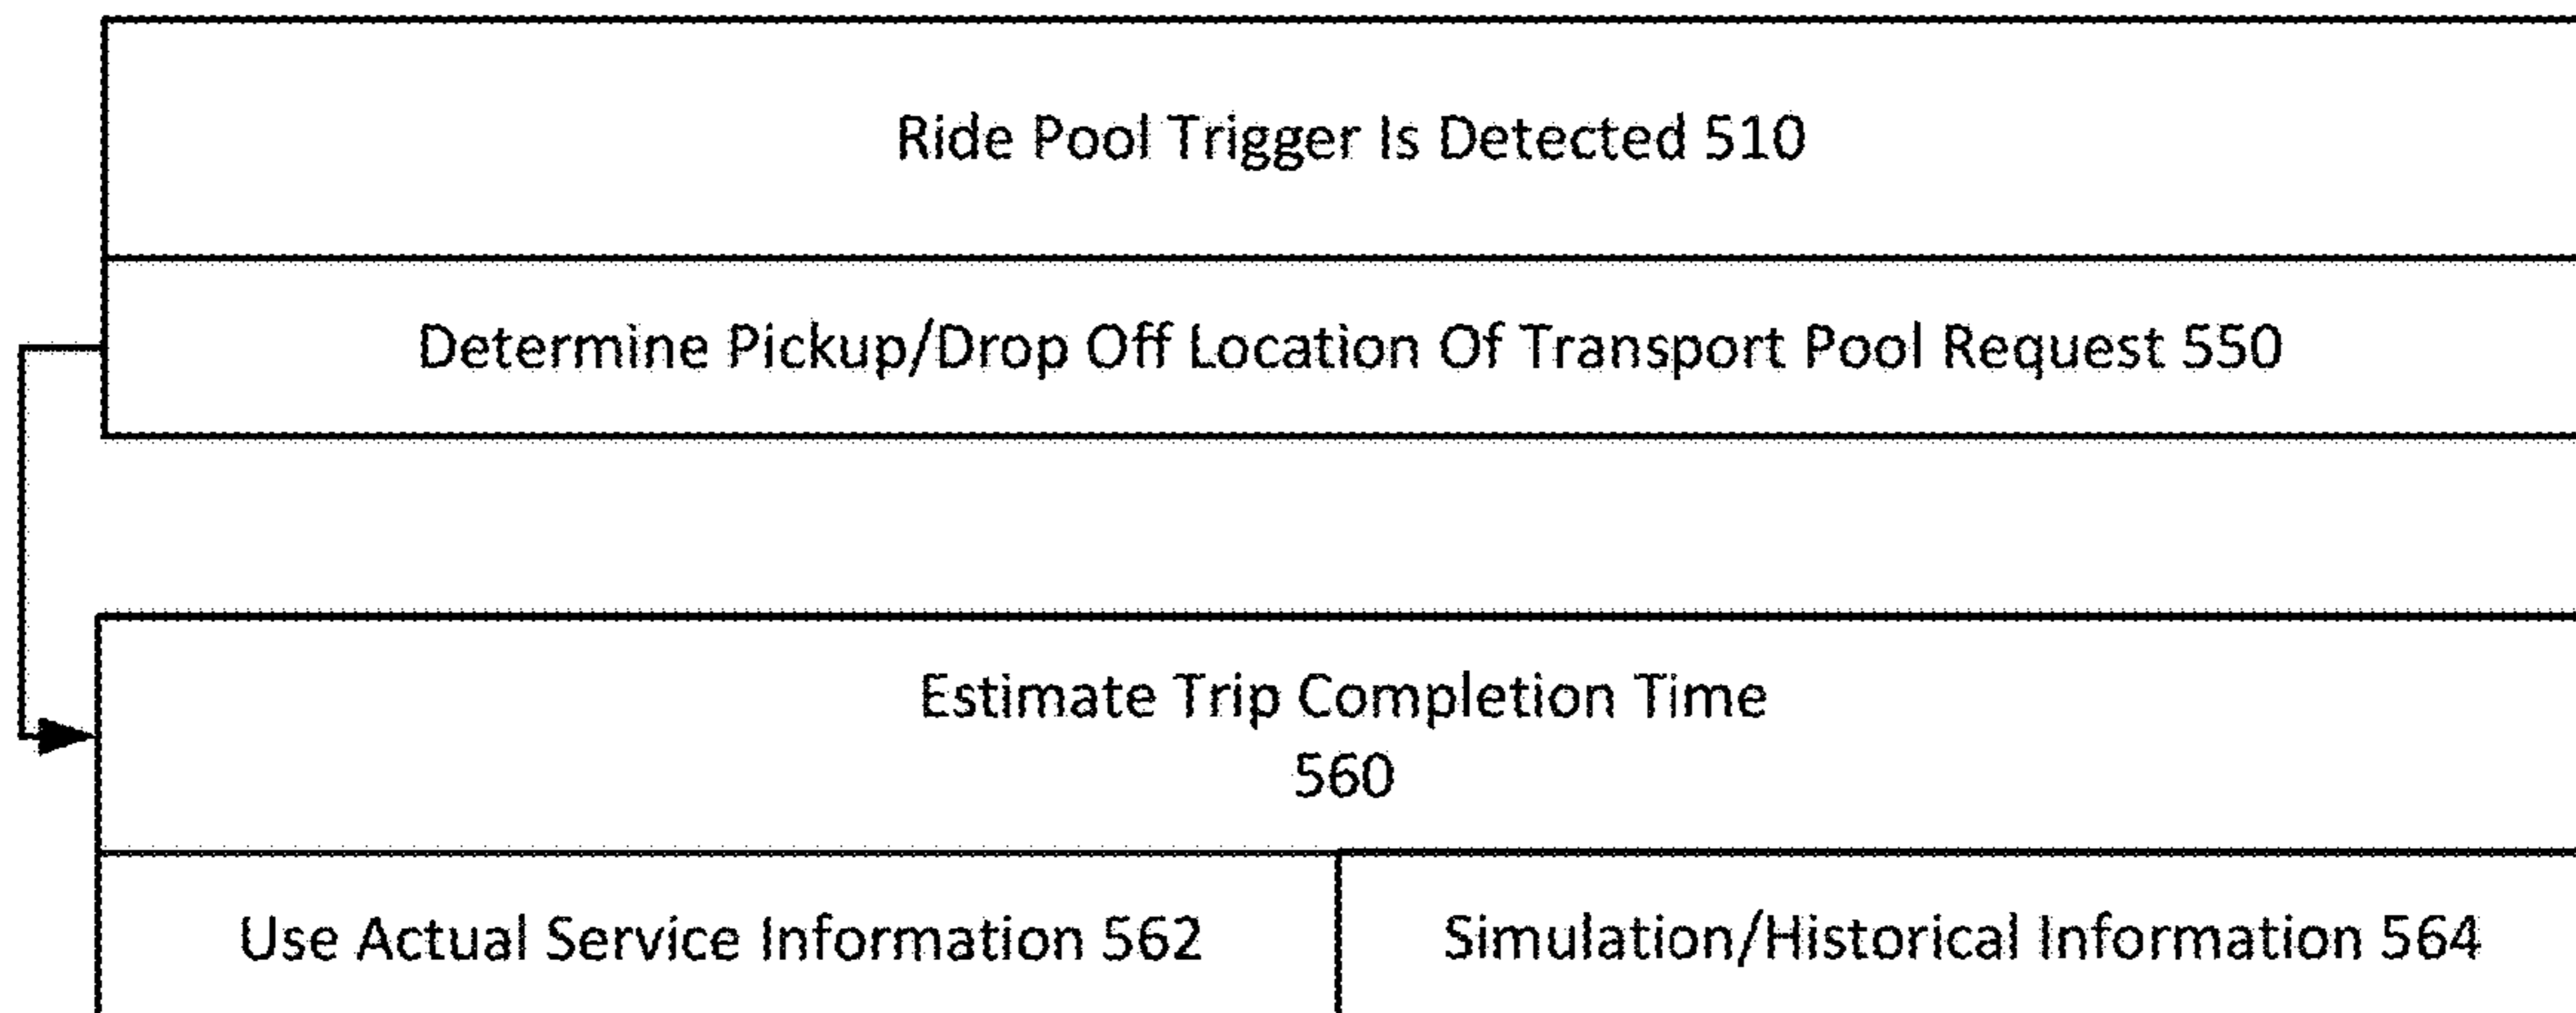 Ride Pool Trigger Is Detected 510
Determine Pickup/Drop Off Location Of Transport Pool Request 550
Estimate Trip Completion Time
560
Use Actual Service Information 562
Simulation/Historical Information 564